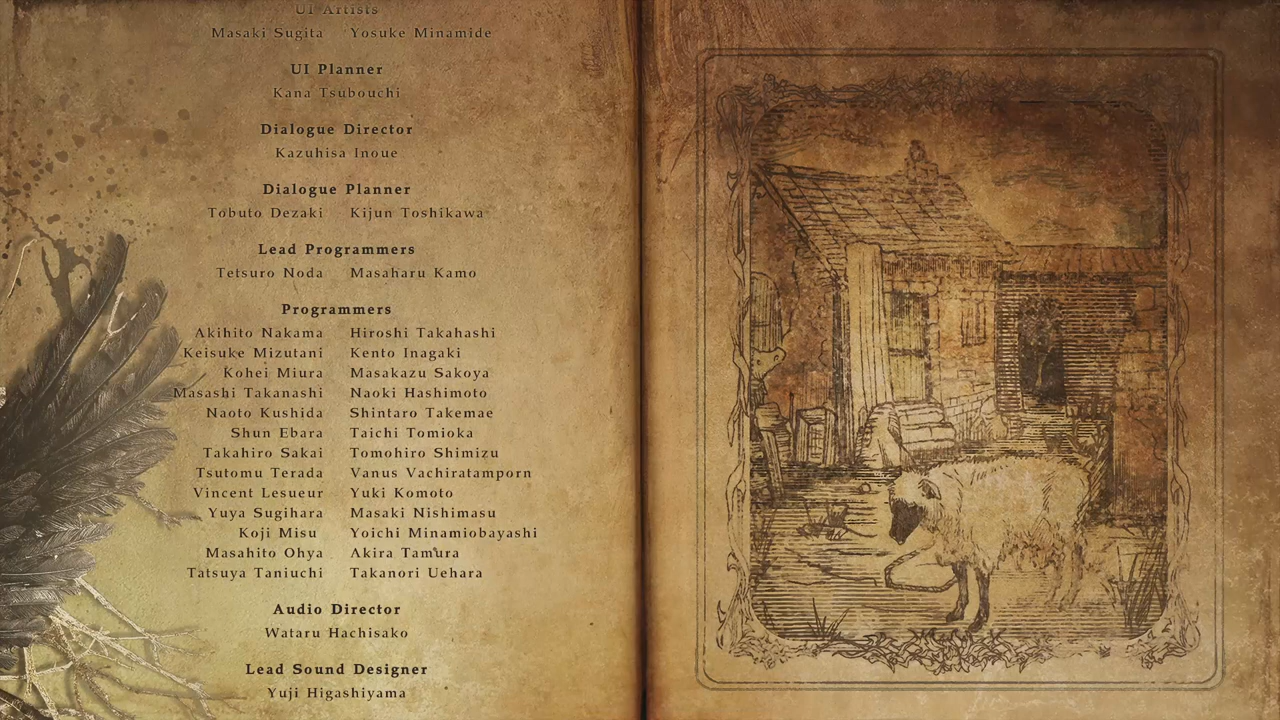 UI Artists
Masaki Sugita Yosuke Minamide
UI Planner
Kana Tsubouchi
Dialogue Director
Kazuhisa Inoue
Dialogue Planner
Tobuto Dezaki Kijun Toshikawa
Lead Programmers
Tetsuro Noda Masaharu Kamo
Programmers
Akihito Nakama Hiroshi Takahashi
Keisuke Mizutani Kento Inagaki
Kohei Miura Masakazu Sakoya
Masashi Takanashi Naoki Hashimoto
Naoto Kushida Shintaro Takemae
Shun Ebara Taichi Tomioka
Takahiro Sakai Tomohiro Shimizu
Tsutomu Terada Vanus Vachiratamporn
Vincent Lesueur Yuki Komoto
Yuya Sugihara Masaki Nishimasu
Koji Misu Yoichi Minamiobayashi
Masahito Ohya Akira Tamura
Tatsuya Taniuchi Takanori Uehara
Audio Director
Wataru Hachisako
Lead Sound Designer
Yuji Higashiyama